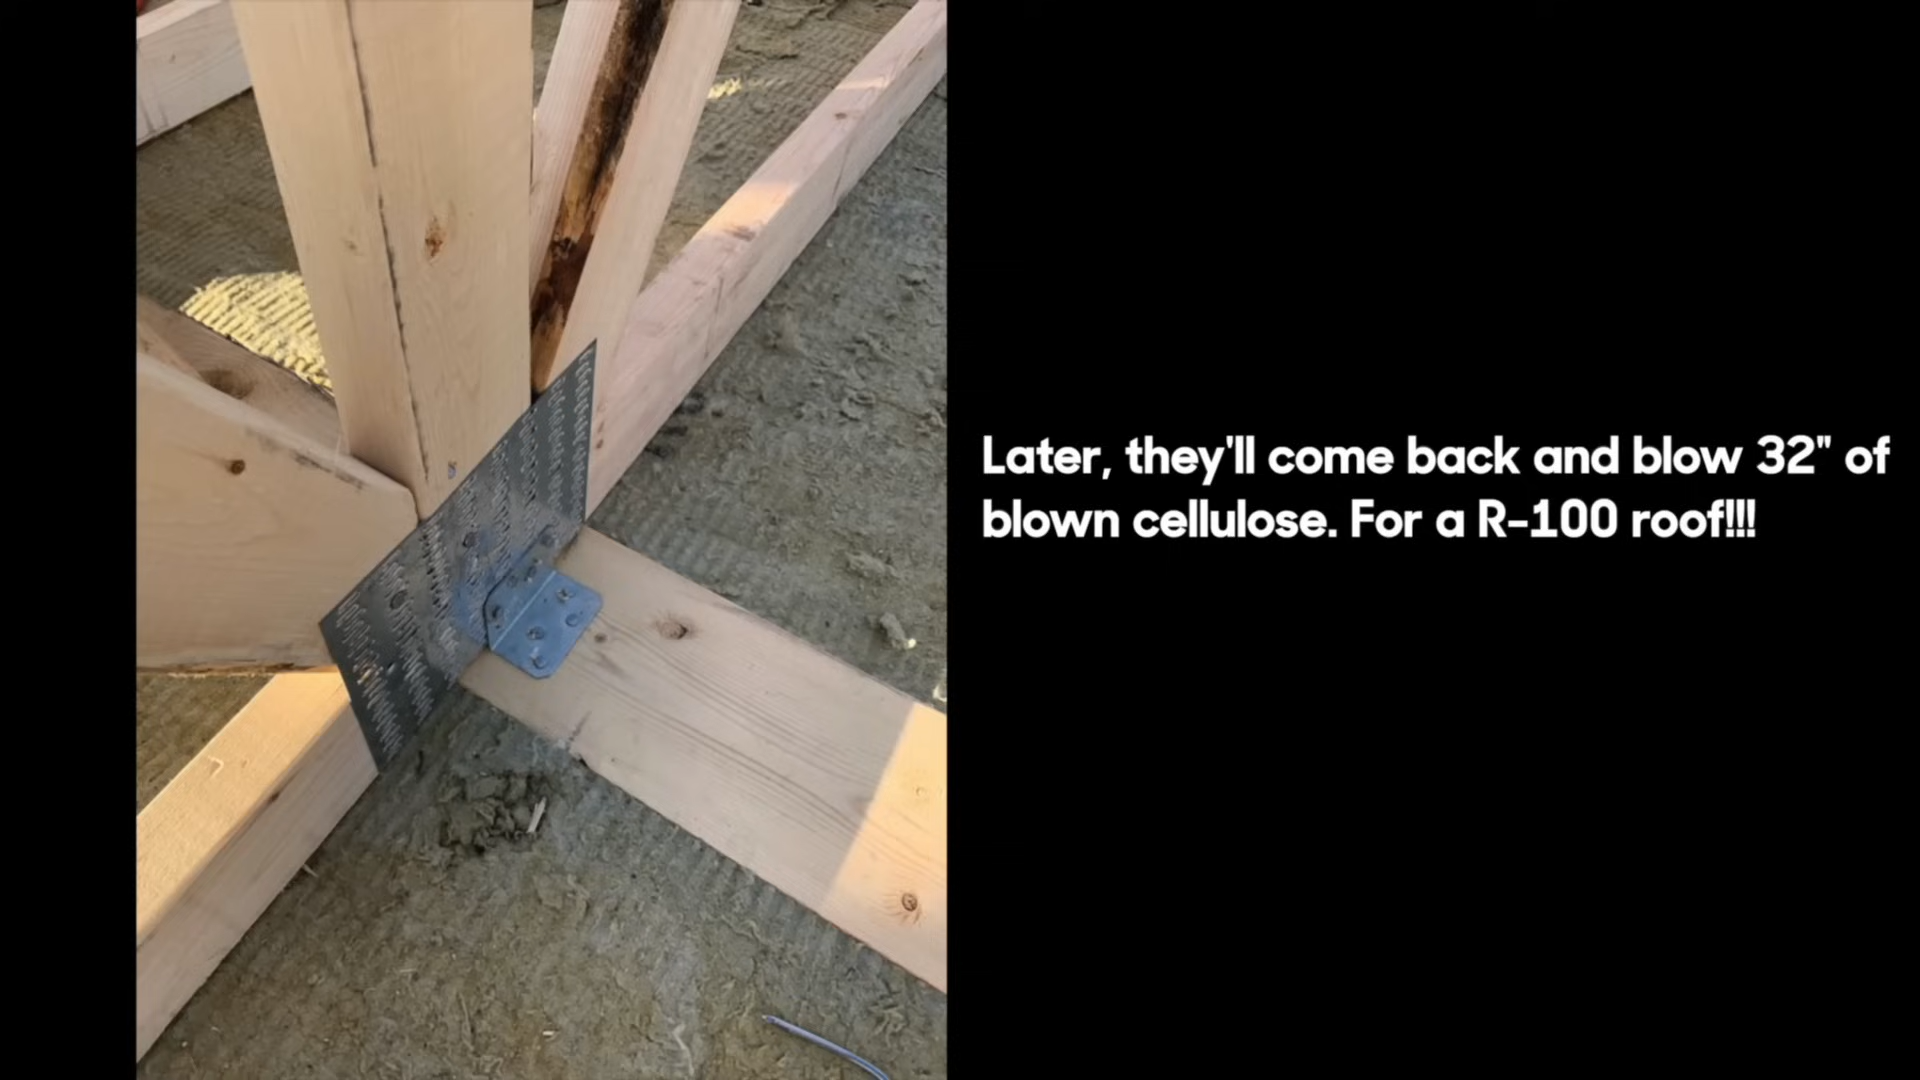 Later, they'll come back and blow 32" of
blown cellulose. For a R-100 roof!!!